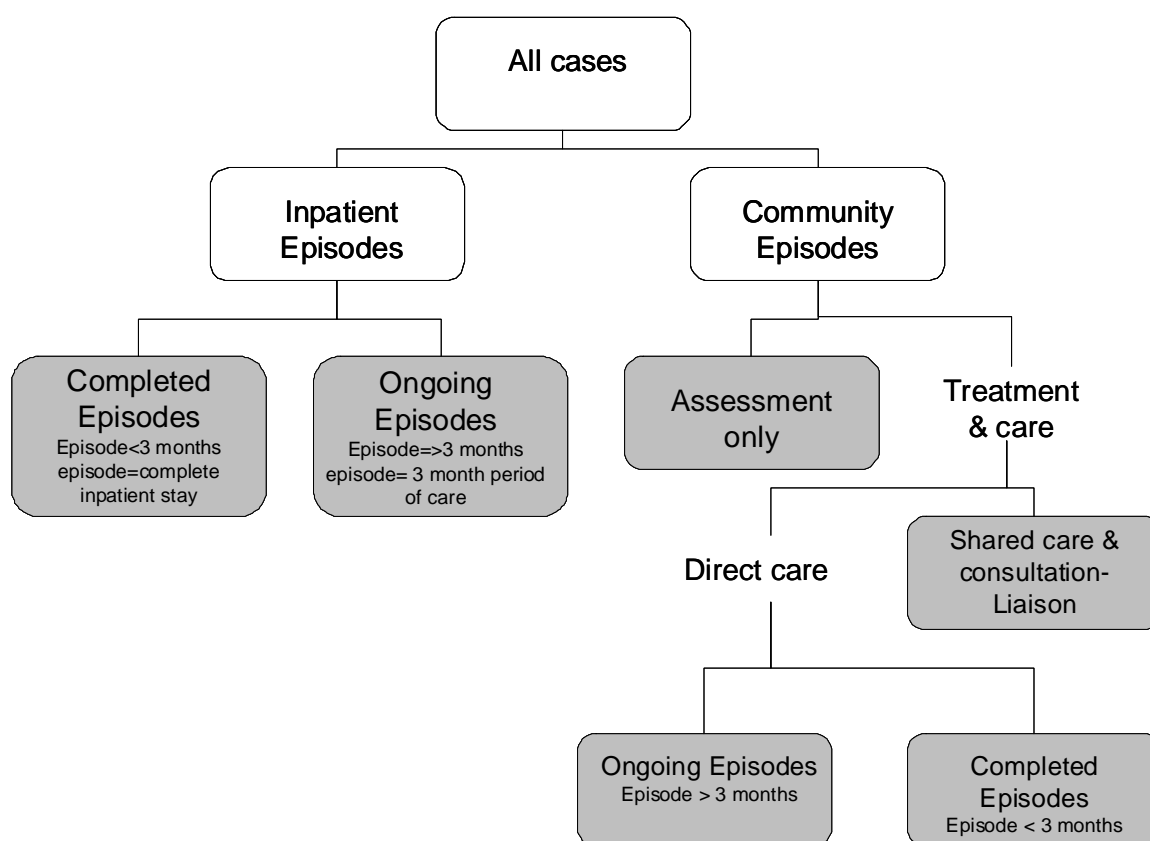 All cases
Inpatient
Episodes
Community
Episodes
Completed
Episodes
Episode<3 months
episode=complete
inpatient stay
Ongoing
Episodes
Episode=>3 months
episode= 3 month period
of care
Assessment
only
Treatment
& care
Direct care
Shared care &
consultation-
Liaison
Ongoing Episodes
Episode > 3 months
Completed
Episodes
Episode < 3 months